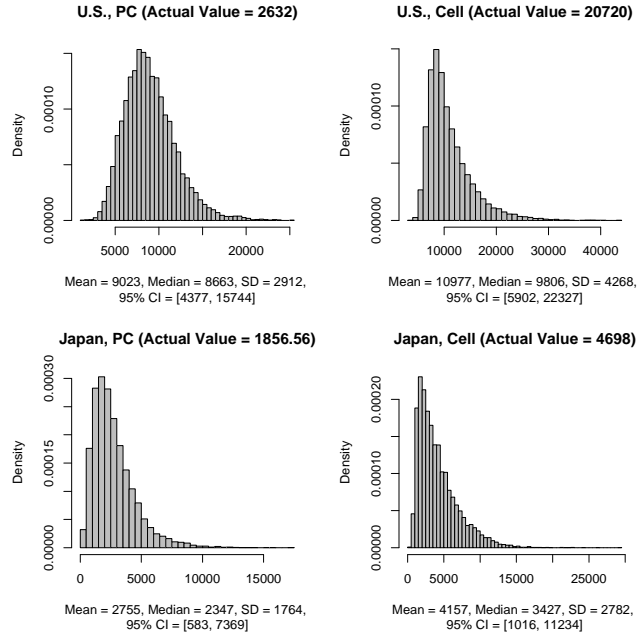 U.S., PC (Actual Value = 2632)
Density
0.00000
0.00010
5000
10000
20000
Mean = 9023, Median = 8663, SD = 2912,
95% CI = [4377, 15744]
U.S., Cell (Actual Value = 20720)
Density
0.00000
0.00010
10000
20000
30000
40000
Mean = 10977, Median = 9806, SD = 4268,
95% CI = [5902, 22327]
Japan, PC (Actual Value = 1856.56)
Density
0.00000
0.00015
0.00030
0
5000
10000
15000
Mean = 2755, Median = 2347, SD = 1764,
95% CI = [583, 7369]
Japan, Cell (Actual Value = 4698)
Density
0.00000
0.00010
0.00020
0
5000
15000
25000
Mean = 4157, Median = 3427, SD = 2782,
95% CI = [1016, 11234]